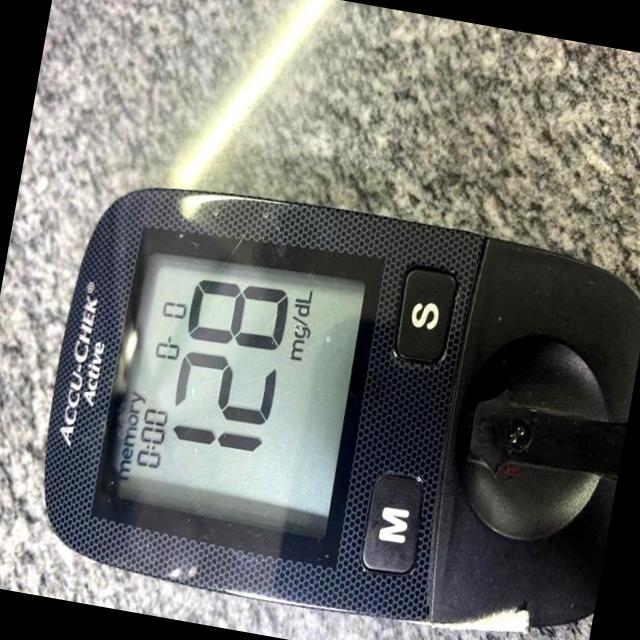 ACCU-CHEK®
Active
memory
0:00 0-0
128
mg/dL
M S